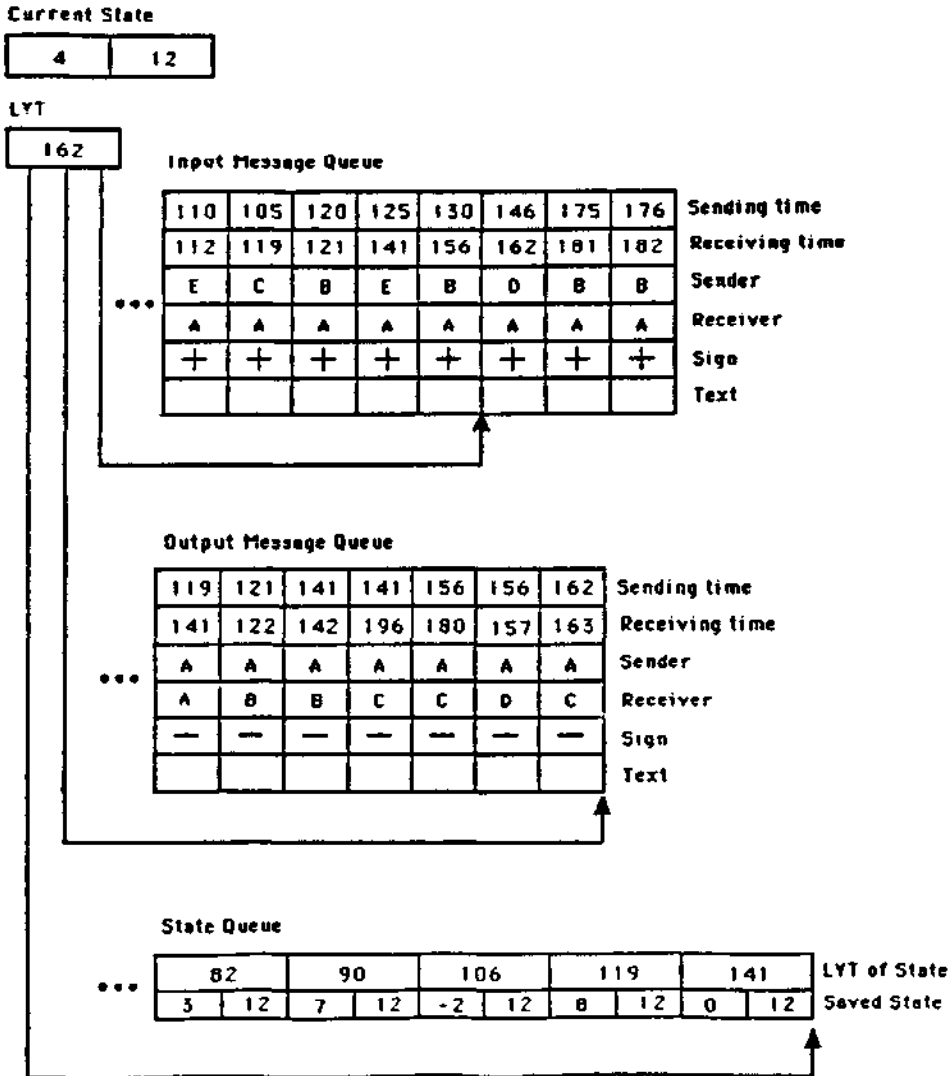 Current State
4 12
LVT
162
Input Message Queue
110 105 120 125 130 146 175 176 Sending time
112 119 121 141 156 162 181 182 Receiving time
E C B E B D B B Sender
... A A A A A A A A Receiver
+ + + + + + + + Sign
Text
Output Message Queue
119 121 141 141 156 156 162 Sending time
141 122 142 196 180 157 163 Receiving time
... A A A A A A A Sender
A B B C C D C Receiver
— — — — — — — Sign
Text
State Queue
... 82 90 106 119 141 LVT of State
3 12 7 12 -2 12 8 12 0 12 Saved State